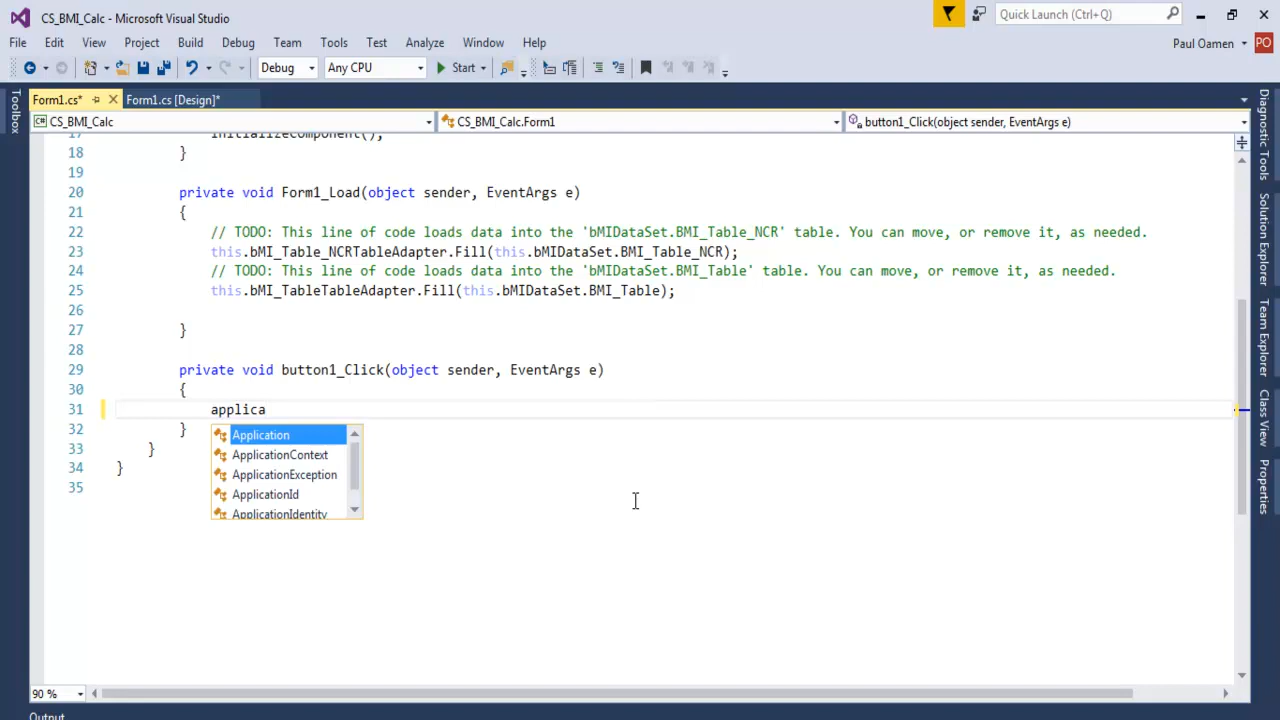 CS_BMI_Calc - Microsoft Visual Studio
Quick Launch (Ctrl+Q)
File Edit View Project Build Debug Team Tools Test Analyze Window Help
Paul Oamen PO
Debug Any CPU Start
Form1.cs* Form1.cs [Design]*
CS_BMI_Calc CS_BMI_Calc.Form1 button1_Click(object sender, EventArgs e)
17 InitializeComponent();
18 }
19
20 private void Form1_Load(object sender, EventArgs e)
21 {
22 // TODO: This line of code loads data into the 'bMIDataSet.BMI_Table_NCR' table. You can move, or remove it, as needed.
23 this.bMI_Table_NCRTableAdapter.Fill(this.bMIDataSet.BMI_Table_NCR);
24 // TODO: This line of code loads data into the 'bMIDataSet.BMI_Table' table. You can move, or remove it, as needed.
25 this.bMI_TableTableAdapter.Fill(this.bMIDataSet.BMI_Table);
26
27 }
28
29 private void button1_Click(object sender, EventArgs e)
30 {
31 applica
32 }
33 }
34 }
35
Application
ApplicationContext
ApplicationException
ApplicationId
ApplicationIdentity
90 %
Output
Toolbox
Diagnostic Tools
Solution Explorer
Team Explorer
Class View
Properties